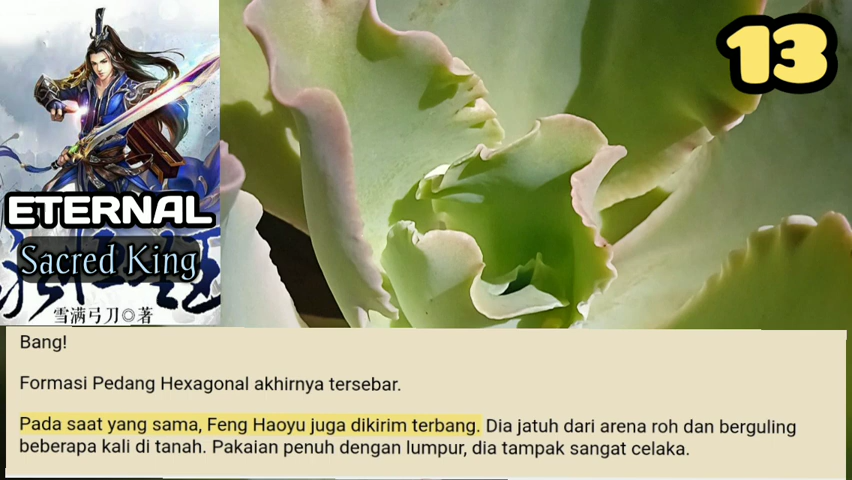 13
ETERNAL
Sacred King
雪满弓刀◎著
Bang!
Formasi Pedang Hexagonal akhirnya tersebar.
Pada saat yang sama, Feng Haoyu juga dikirim terbang. Dia jatuh dari arena roh dan berguling
beberapa kali di tanah. Pakaian penuh dengan lumpur, dia tampak sangat celaka.